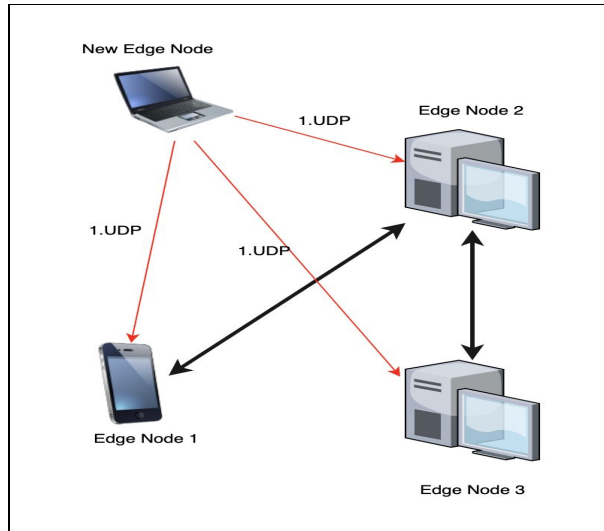 New Edge Node
Edge Node 2
1.UDP
1.UDP
1.UDP
Edge Node 1
Edge Node 3